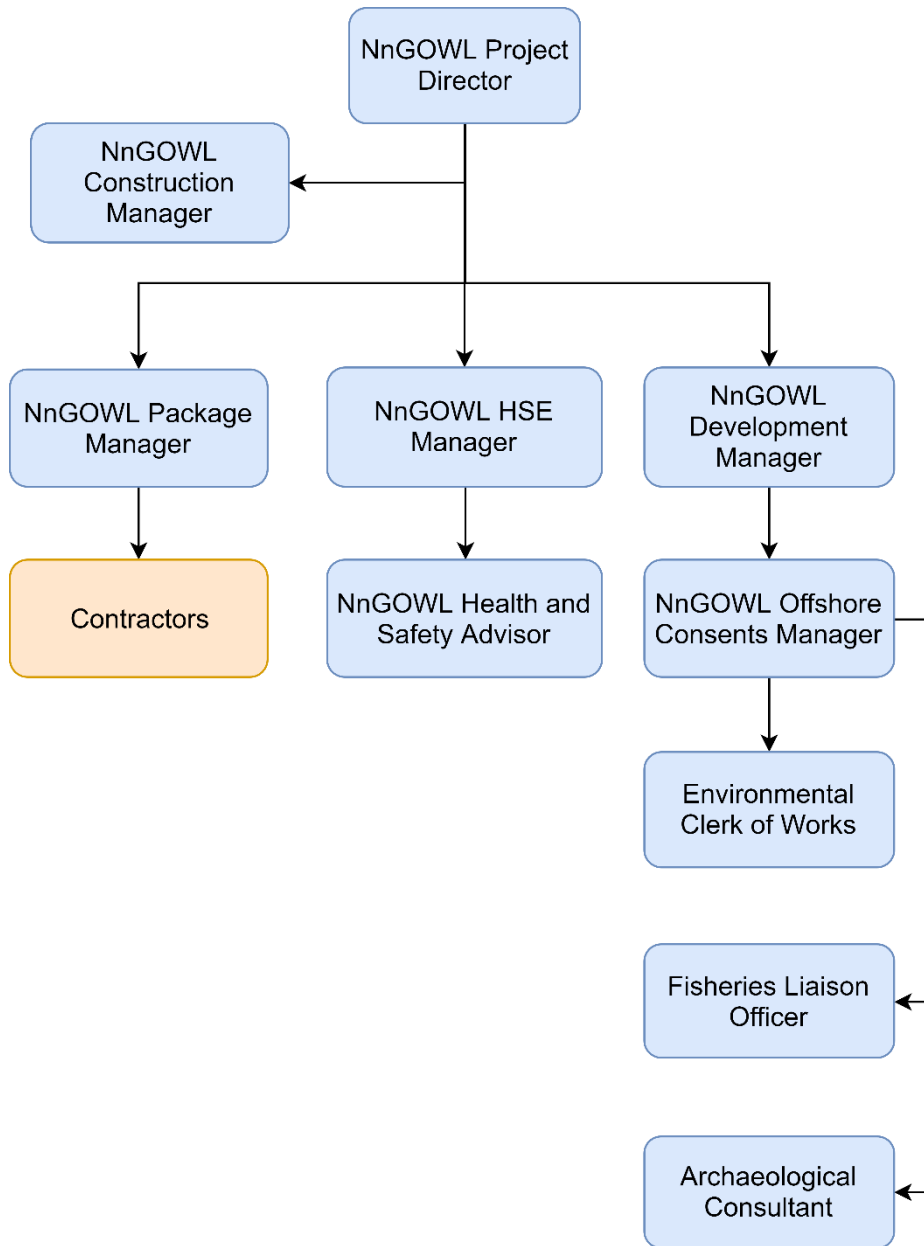 NnGOWL Project
Director
NnGOWL
Construction
Manager
NnGOWL Package
Manager
NnGOWL HSE
Manager
NnGOWL
Development
Manager
Contractors
NnGOWL Health and
Safety Advisor
NnGOWL Offshore
Consents Manager
Environmental
Clerk of Works
Fisheries Liaison
Officer
Archaeological
Consultant